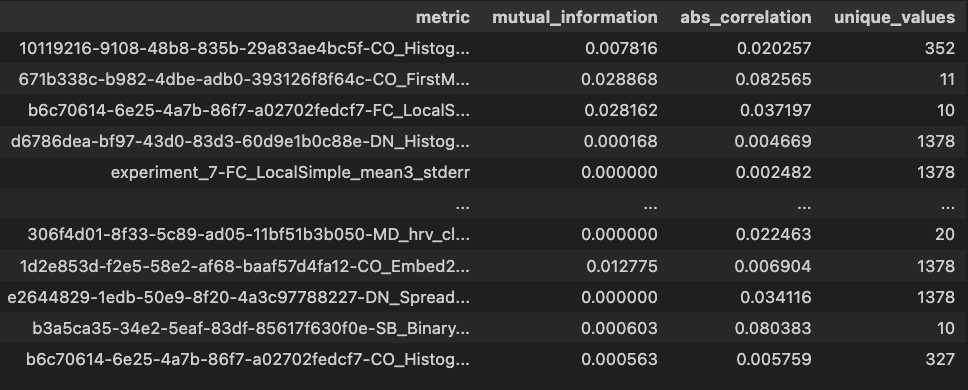 metric mutual_information abs_correlation unique_values
10119216-9108-48b8-835b-29a83ae4bc5f-CO_Histog... 0.007816 0.020257 352
671b338c-b982-4dbe-adb0-393126f8f64c-CO_FirstM... 0.028868 0.082565 11
b6c70614-6e25-4a7b-86f7-a02702fedcf7-FC_LocalS... 0.028162 0.037197 10
d6786dea-bf97-43d0-83d3-60d9e1b0c88e-DN_Histog... 0.000168 0.004669 1378
experiment_7-FC_LocalSimple_mean3_stderr 0.000000 0.002482 1378
... ... ... ...
306f4d01-8f33-5c89-ad05-11bf51b3b050-MD_hrv_cl... 0.000000 0.022463 20
1d2e853d-f2e5-58e2-af68-baaf57d4fa12-CO_Embed2... 0.012775 0.006904 1378
e2644829-1edb-50e9-8f20-4a3c97788227-DN_Spread... 0.000000 0.034116 1378
b3a5ca35-34e2-5eaf-83df-85617f630f0e-SB_Binary... 0.000603 0.080383 10
b6c70614-6e25-4a7b-86f7-a02702fedcf7-CO_Histog... 0.000563 0.005759 327